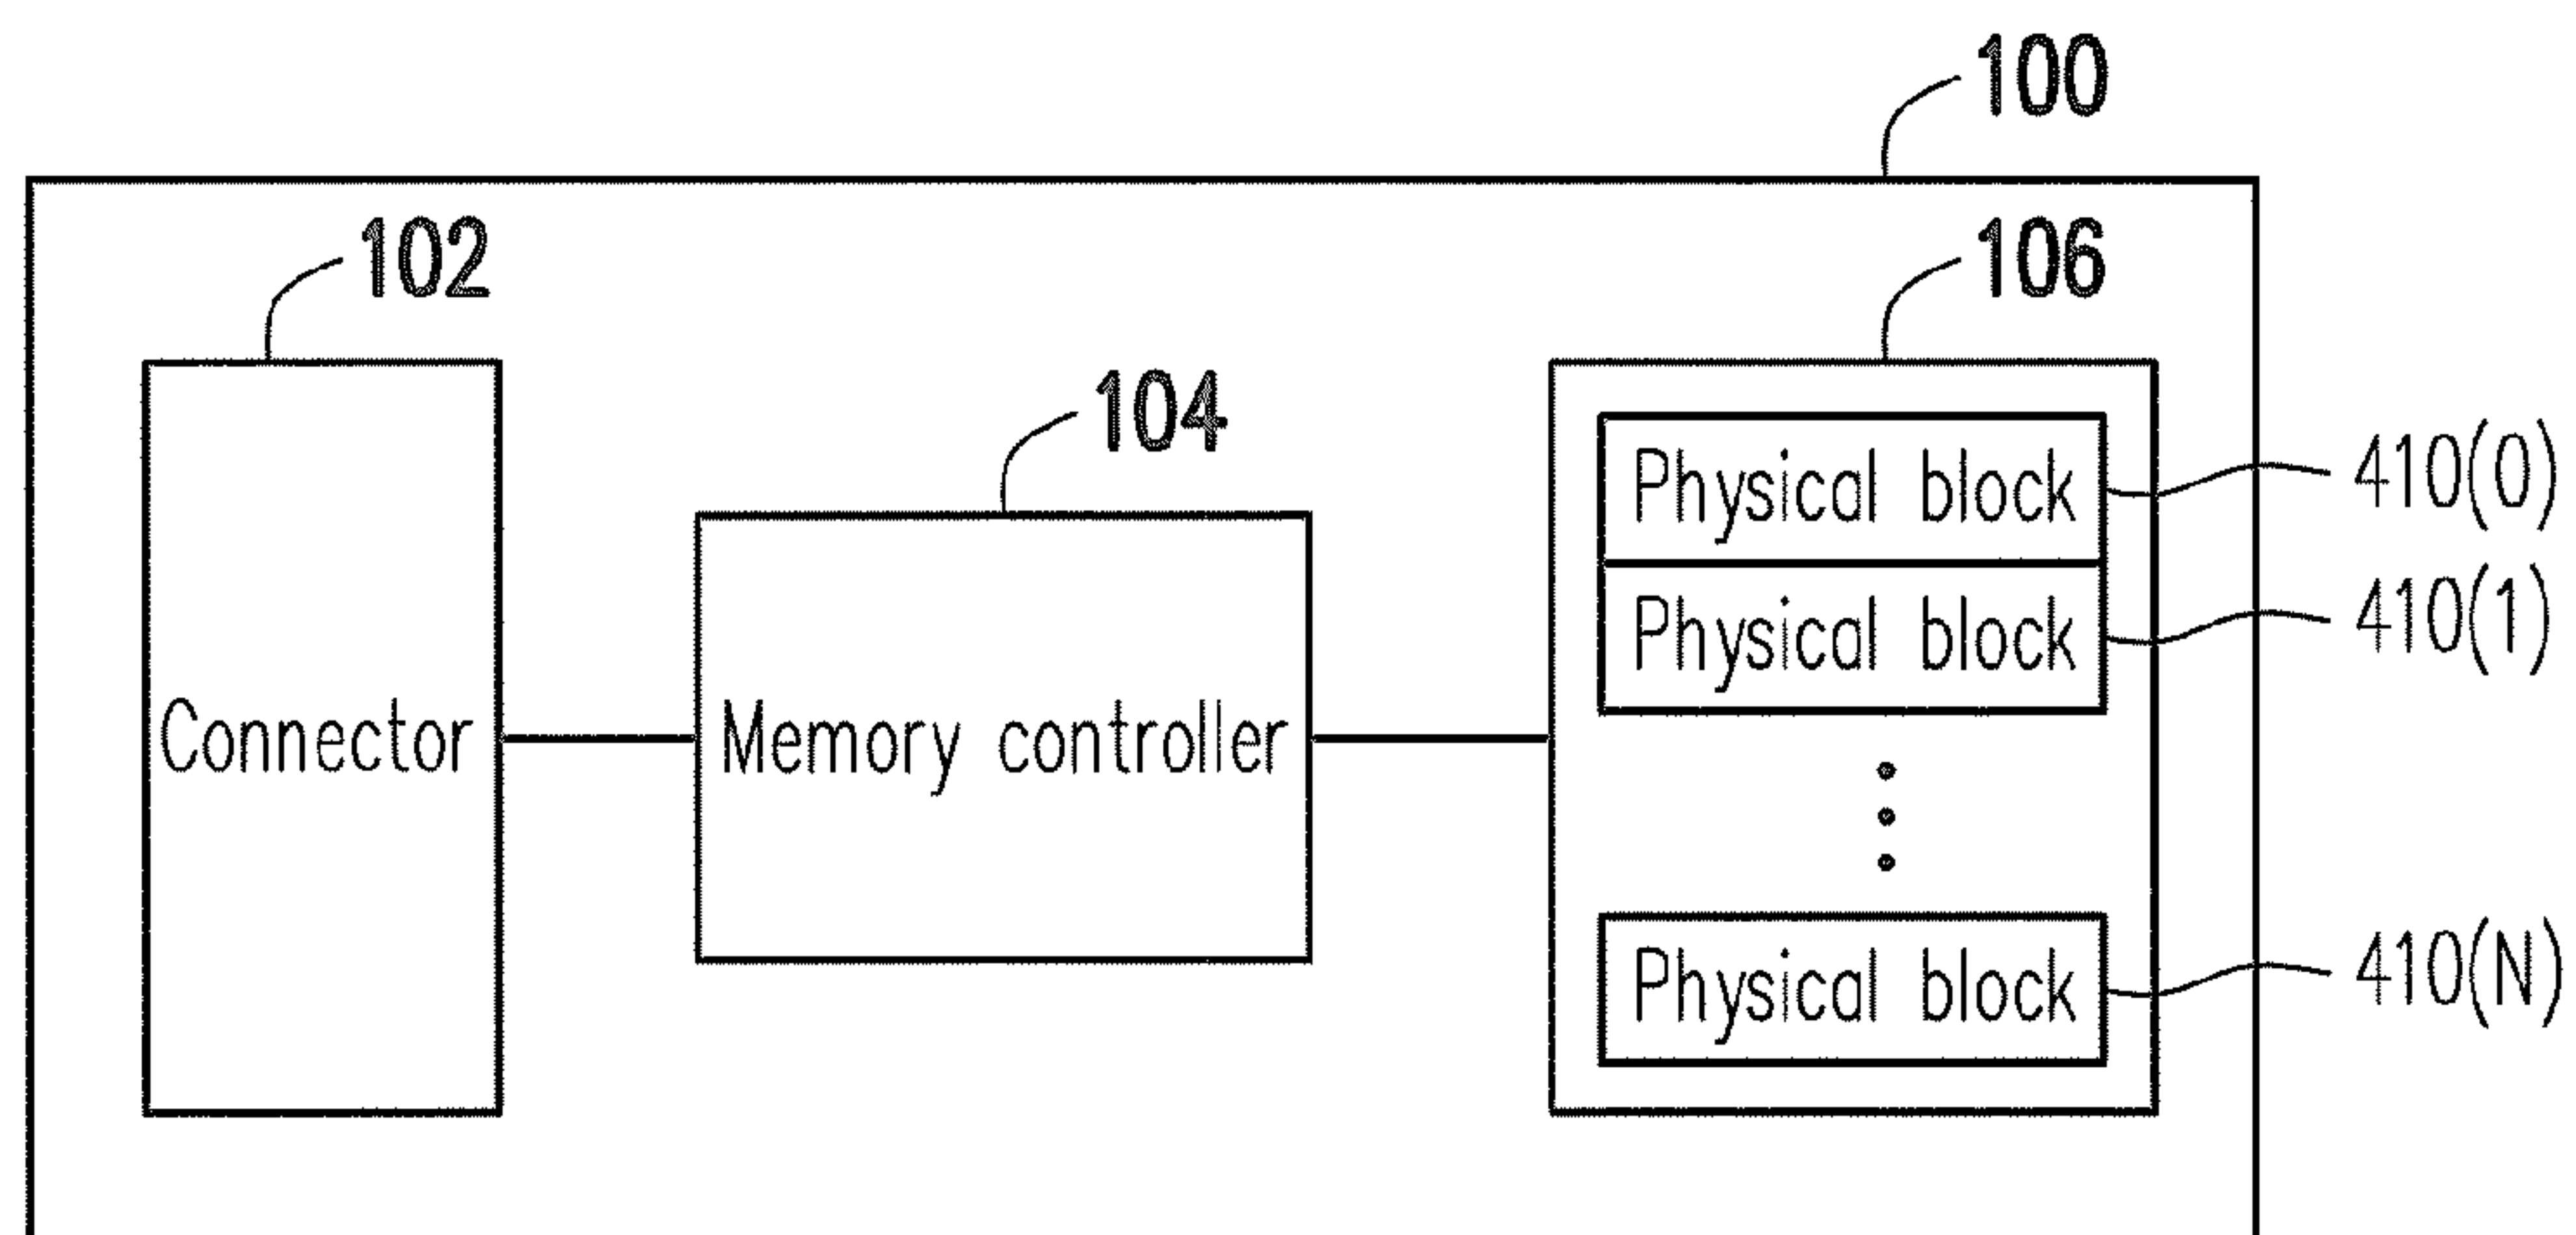 100
102
106
104
Physical block
410(0)
Physical block
410(1)
Connector
Memory controller
Physical block
410(N)